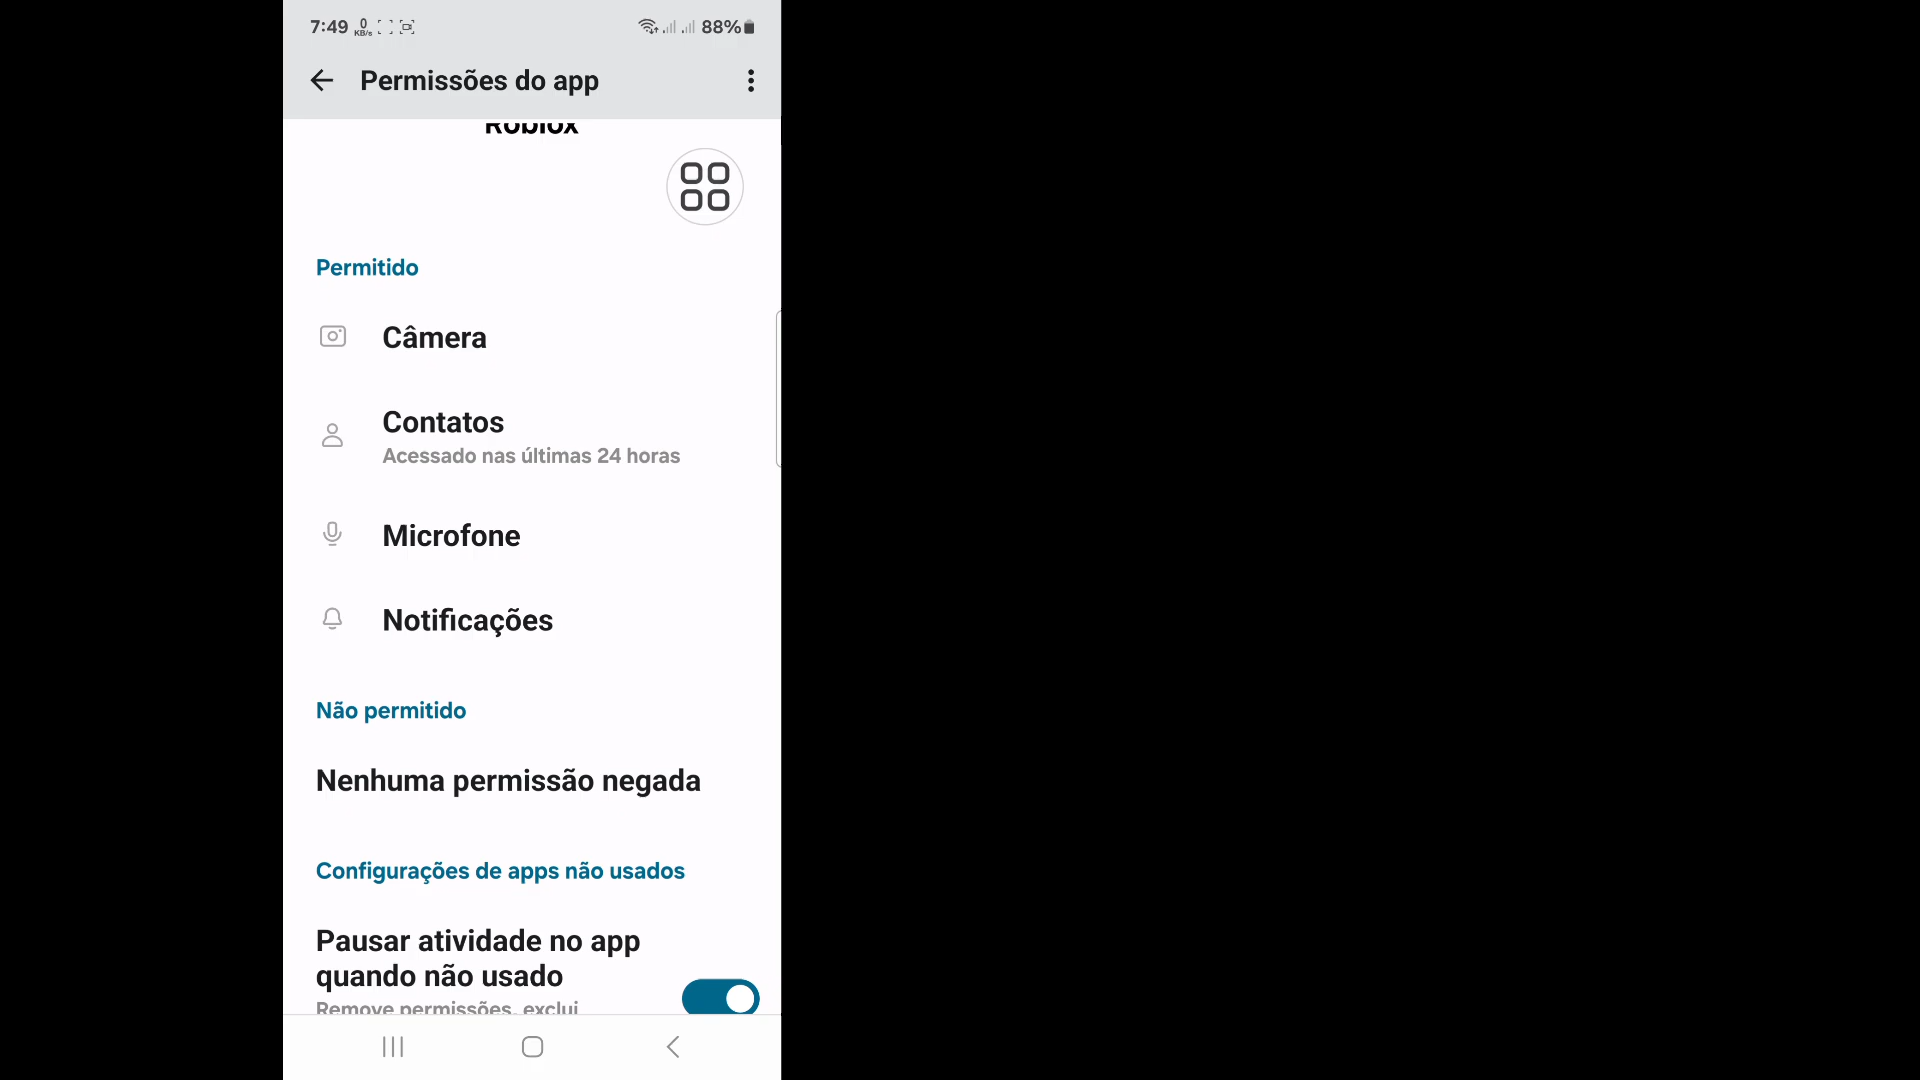 7:49 0 KB/s 88%
Permissões do app
Roblox
Permitido
Câmera
Contatos
Acessado nas últimas 24 horas
Microfone
Notificações
Não permitido
Nenhuma permissão negada
Configurações de apps não usados
Pausar atividade no app
quando não usado
Remove permissões, exclui